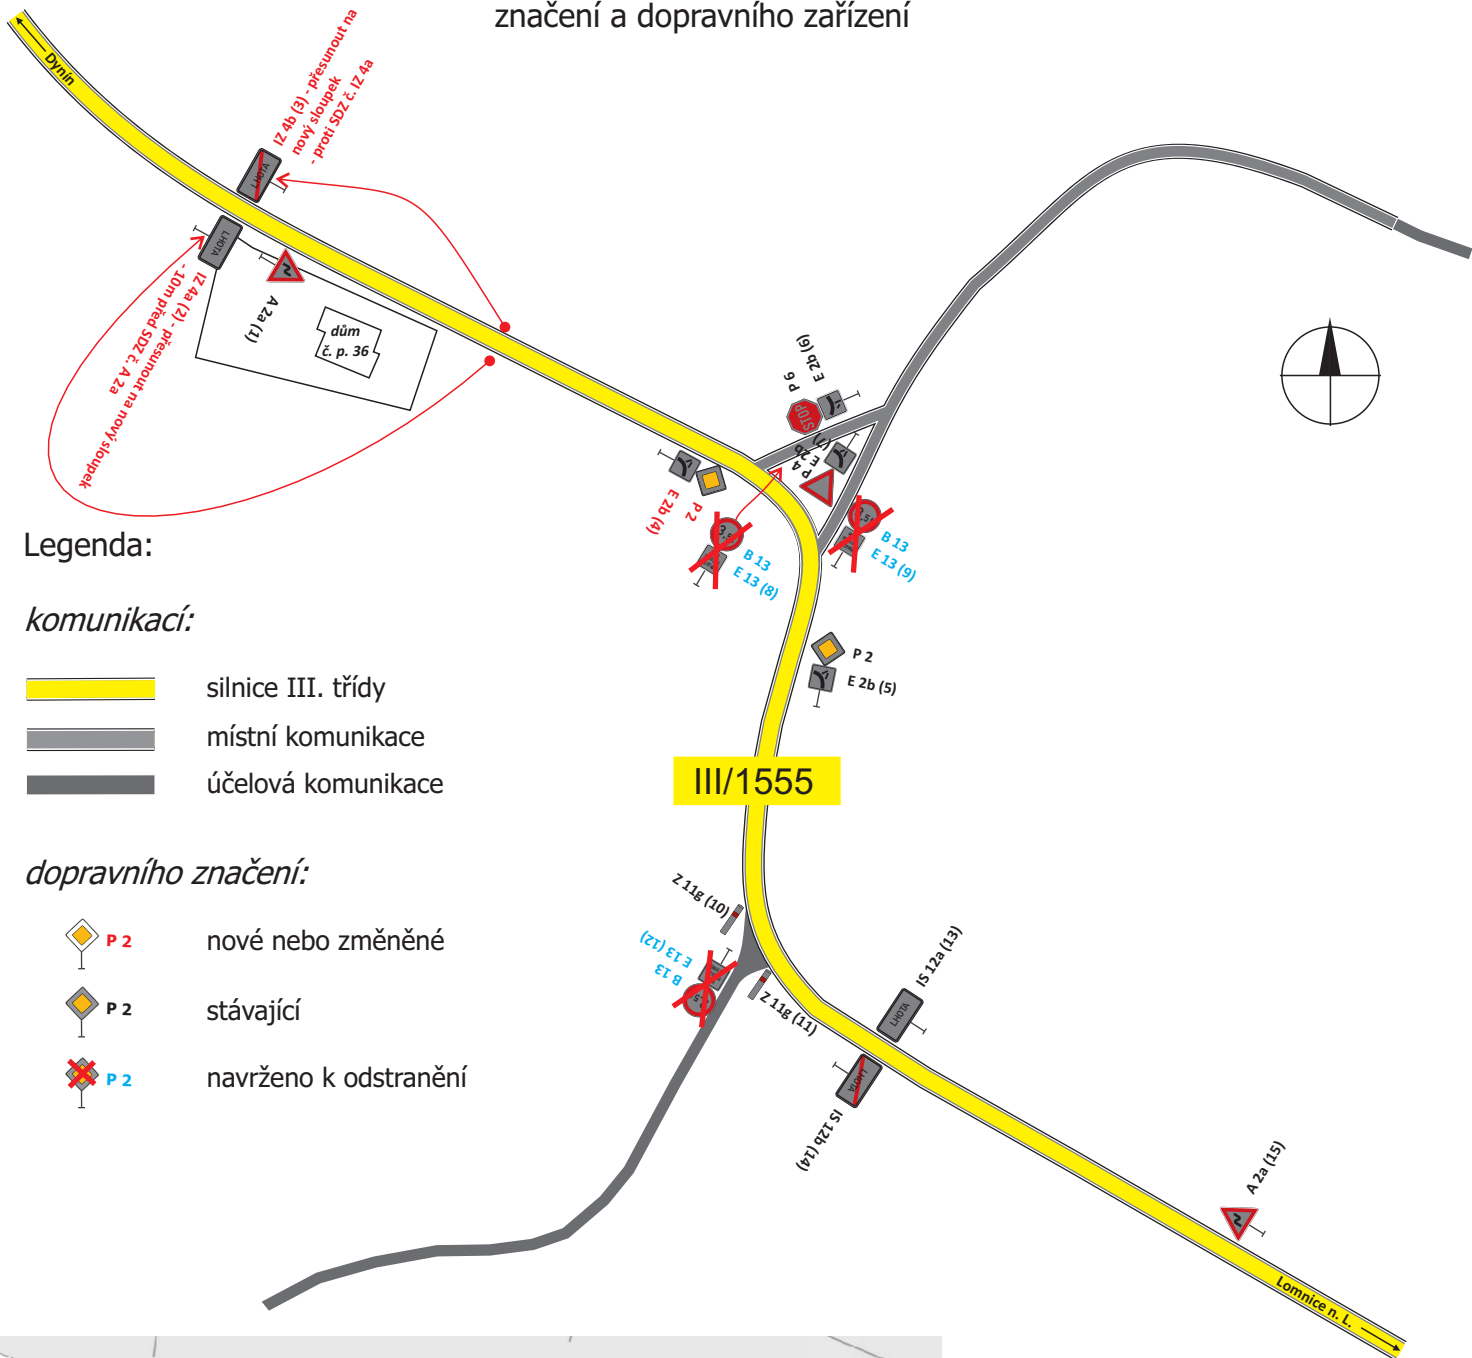 značení a dopravního zařízení
Dynín
IZ 4b (3) - přesunout na
nový sloupek
- proti SDZ č. IZ 4a
LHOTA
LHOTA
IZ 4a (2) - přesunout na nový sloupek
- 10m před SDZ č. A 2a
A 2a (1)
dům
č. p. 36
E 2b (6)
P 6
STOP
E 2b (7)
P 4
P 2
E 2b (4)
B 13
E 13 (8)
B 13
E 13 (9)
P 2
E 2b (5)
III/1555
Legenda:
komunikací:
silnice III. třídy
místní komunikace
účelová komunikace
dopravního značení:
P 2 nové nebo změněné
P 2 stávající
P 2 navrženo k odstranění
Z 11g (10)
E 13 (12)
B 13
Z 11g (11)
IS 12a (13)
LHOTA
LHOTA
IS 12b (14)
A 2a (15)
Lomnice n. L.